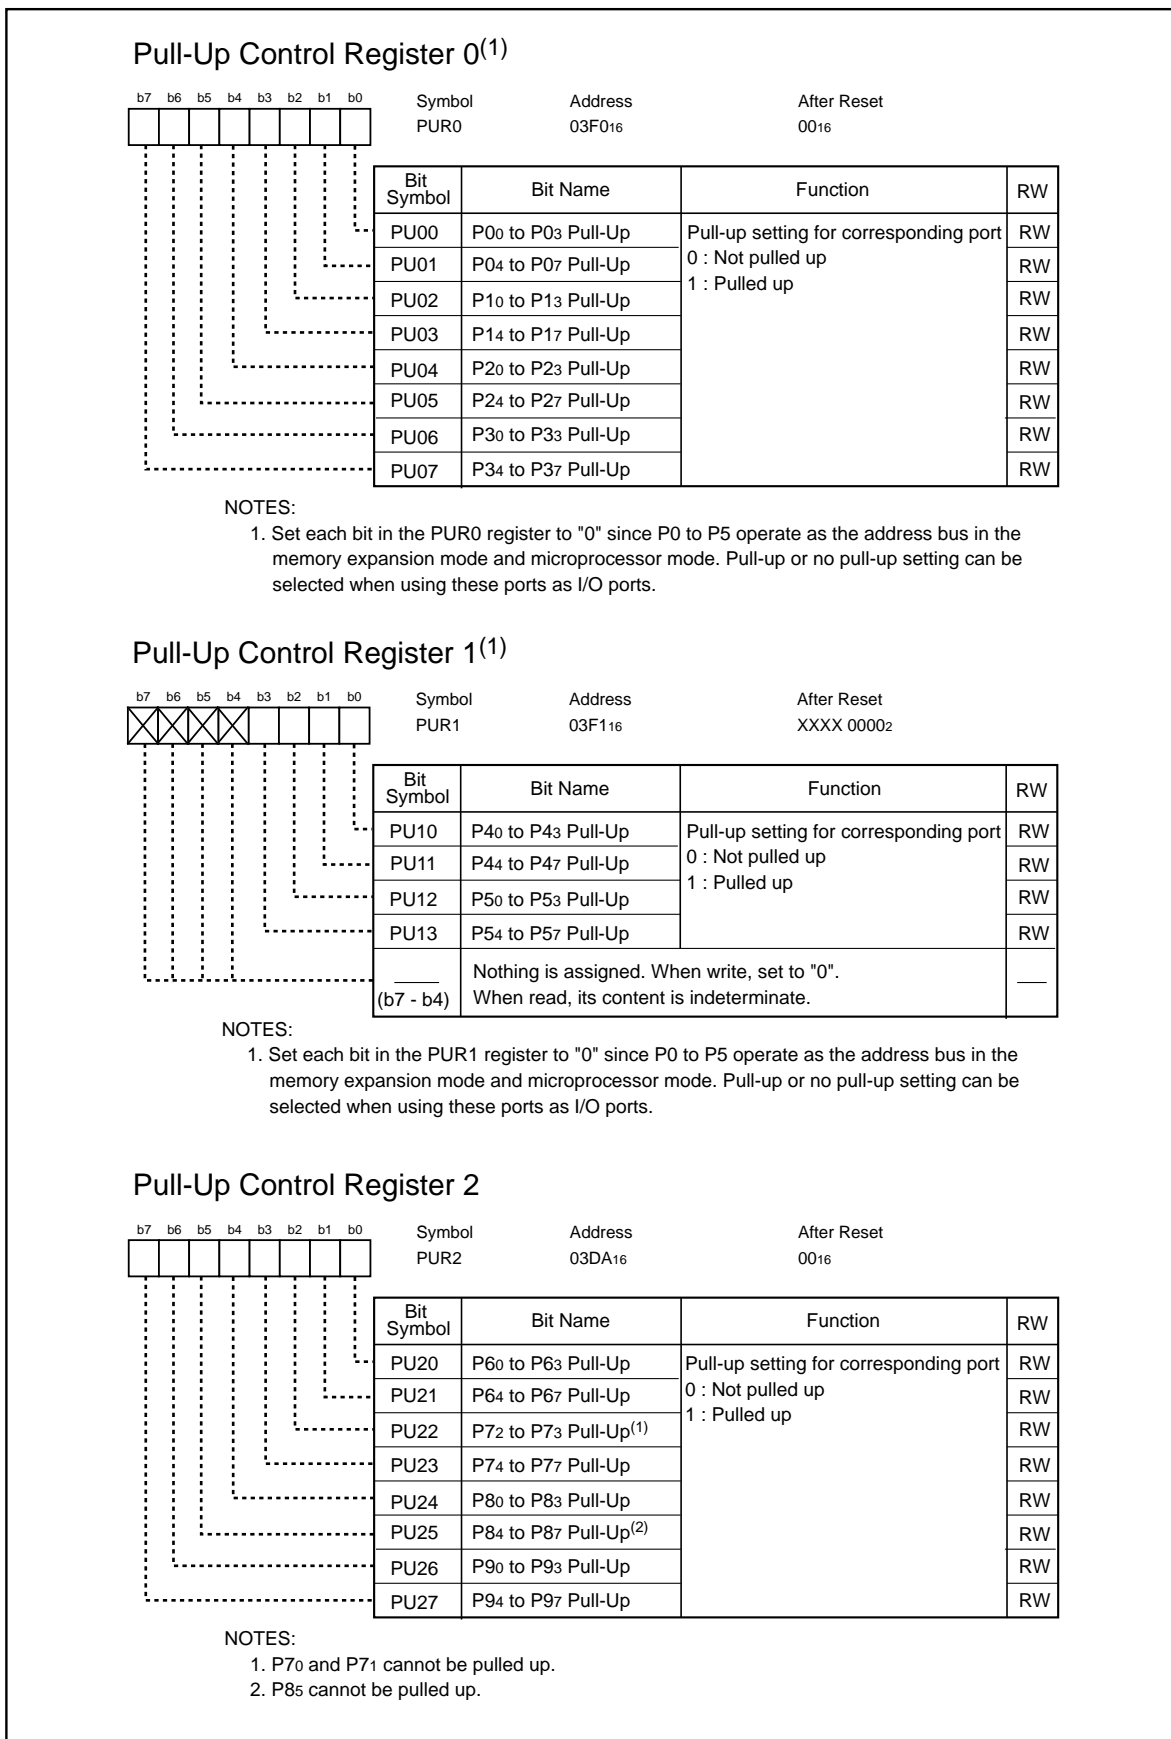 Pull-Up Control Register 0(1)
b7 b6 b5 b4 b3 b2 b1 b0
Symbol Address After Reset
PUR0 03F016 0016
Bit Symbol Bit Name Function RW
PU00 P00 to P03 Pull-Up Pull-up setting for corresponding port RW
0 : Not pulled up
PU01 P04 to P07 Pull-Up RW
1 : Pulled up
PU02 P10 to P13 Pull-Up RW
PU03 P14 to P17 Pull-Up RW
PU04 P20 to P23 Pull-Up RW
PU05 P24 to P27 Pull-Up RW
PU06 P30 to P33 Pull-Up RW
PU07 P34 to P37 Pull-Up RW
NOTES:
1. Set each bit in the PUR0 register to "0" since P0 to P5 operate as the address bus in the
memory expansion mode and microprocessor mode. Pull-up or no pull-up setting can be
selected when using these ports as I/O ports.
Pull-Up Control Register 1(1)
b7 b6 b5 b4 b3 b2 b1 b0
Symbol Address After Reset
PUR1 03F116 XXXX 00002
Bit Symbol Bit Name Function RW
PU10 P40 to P43 Pull-Up Pull-up setting for corresponding port RW
0 : Not pulled up
PU11 P44 to P47 Pull-Up RW
1 : Pulled up
PU12 P50 to P53 Pull-Up RW
PU13 P54 to P57 Pull-Up RW
Nothing is assigned. When write, set to "0".
(b7 - b4) When read, its content is indeterminate.
NOTES:
1. Set each bit in the PUR1 register to "0" since P0 to P5 operate as the address bus in the
memory expansion mode and microprocessor mode. Pull-up or no pull-up setting can be
selected when using these ports as I/O ports.
Pull-Up Control Register 2
b7 b6 b5 b4 b3 b2 b1 b0
Symbol Address After Reset
PUR2 03DA16 0016
Bit Symbol Bit Name Function RW
PU20 P60 to P63 Pull-Up Pull-up setting for corresponding port RW
0 : Not pulled up
PU21 P64 to P67 Pull-Up RW
1 : Pulled up
PU22 P72 to P73 Pull-Up(1) RW
PU23 P74 to P77 Pull-Up RW
PU24 P80 to P83 Pull-Up RW
PU25 P84 to P87 Pull-Up(2) RW
PU26 P90 to P93 Pull-Up RW
PU27 P94 to P97 Pull-Up RW
NOTES:
1. P70 and P71 cannot be pulled up.
2. P85 cannot be pulled up.